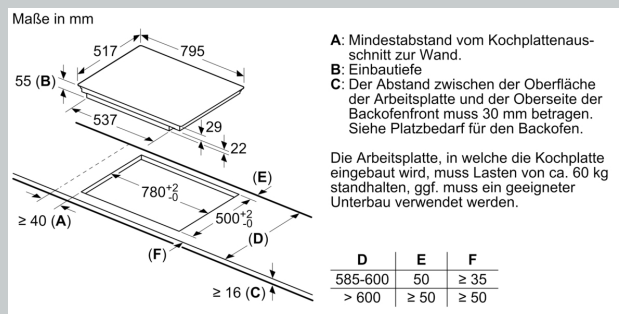 Maße in mm
517
795
55 (B)
537
29
22
(E)
780+2-0
500+2-0
≥ 40 (A)
(D)
(F)
≥ 16 (C)
A: Mindestabstand vom Kochplattenaus-
schnitt zur Wand.
B: Einbautiefe
C: Der Abstand zwischen der Oberfläche
der Arbeitsplatte und der Oberseite der
Backofenfront muss 30 mm betragen.
Siehe Platzbedarf für den Backofen.
Die Arbeitsplatte, in welche die Kochplatte
eingebaut wird, muss Lasten von ca. 60 kg
standhalten, ggf. muss ein geeigneter
Unterbau verwendet werden.
D E F
585-600 50 ≥ 35
> 600 ≥ 50 ≥ 50